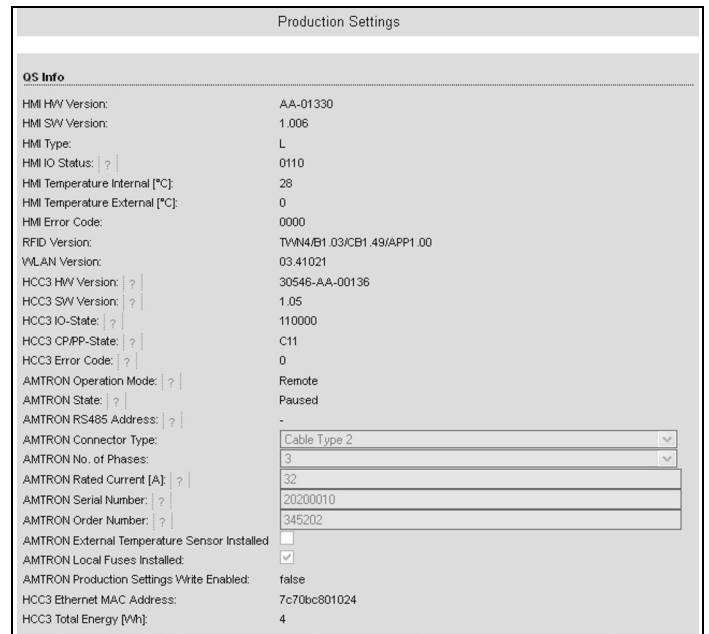 Production Settings
QS Info
HMI HW Version: AA-01330
HMI SW Version: 1.006
HMI Type: L
HMI IO Status: ? 0110
HMI Temperature Internal [°C]: 28
HMI Temperature External [°C]: 0
HMI Error Code: 0000
RFID Version: TWN4/B1.03/CB1.49/APP1.00
WLAN Version: 03.41021
HCC3 HW Version: ? 30546-AA-00136
HCC3 SW Version: ? 1.05
HCC3 IO-State: ? 110000
HCC3 CP/PP-State: ? C11
HCC3 Error Code: ? 0
AMTRON Operation Mode: ? Remote
AMTRON State: ? Paused
AMTRON RS485 Address: ? -
AMTRON Connector Type: Cable Type 2
AMTRON No. of Phases: 3
AMTRON Rated Current [A]: ? 32
AMTRON Serial Number: ? 20200010
AMTRON Order Number: ? 345202
AMTRON External Temperature Sensor Installed
AMTRON Local Fuses Installed:
AMTRON Production Settings Write Enabled: false
HCC3 Ethernet MAC Address: 7c70bc801024
HCC3 Total Energy [Wh]: 4